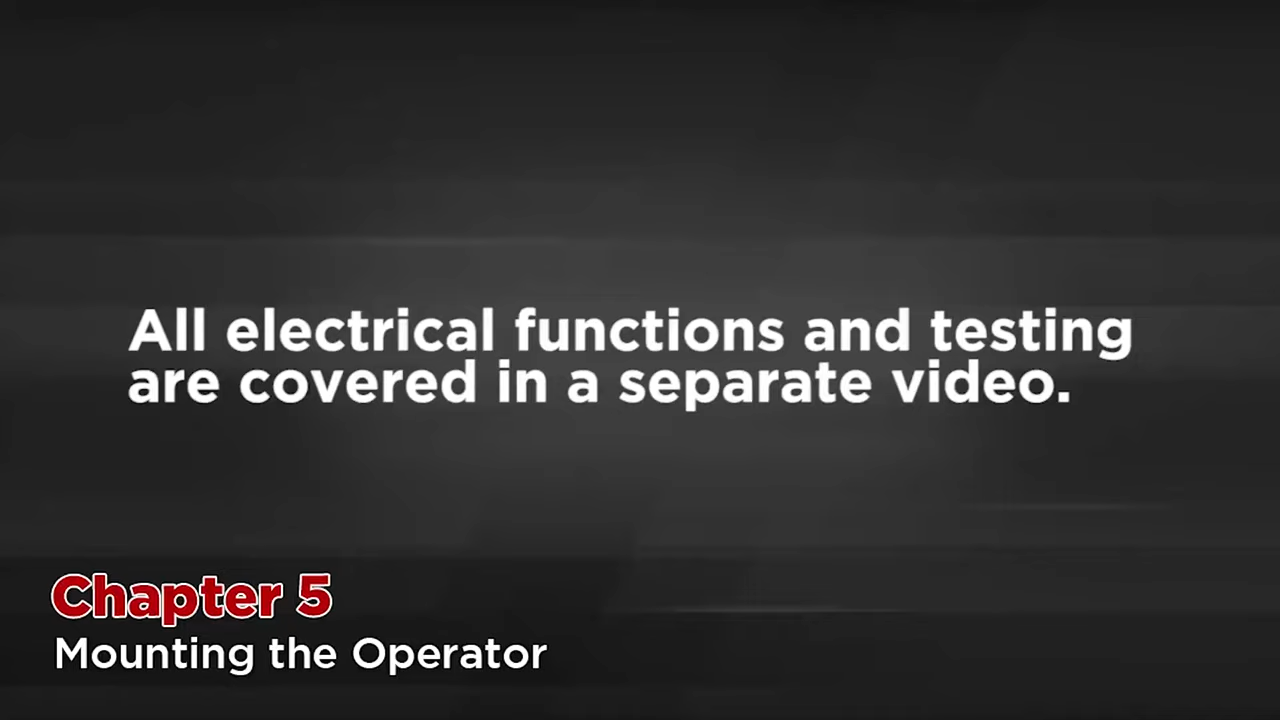 All electrical functions and testing
are covered in a separate video.
Chapter 5
Mounting the Operator